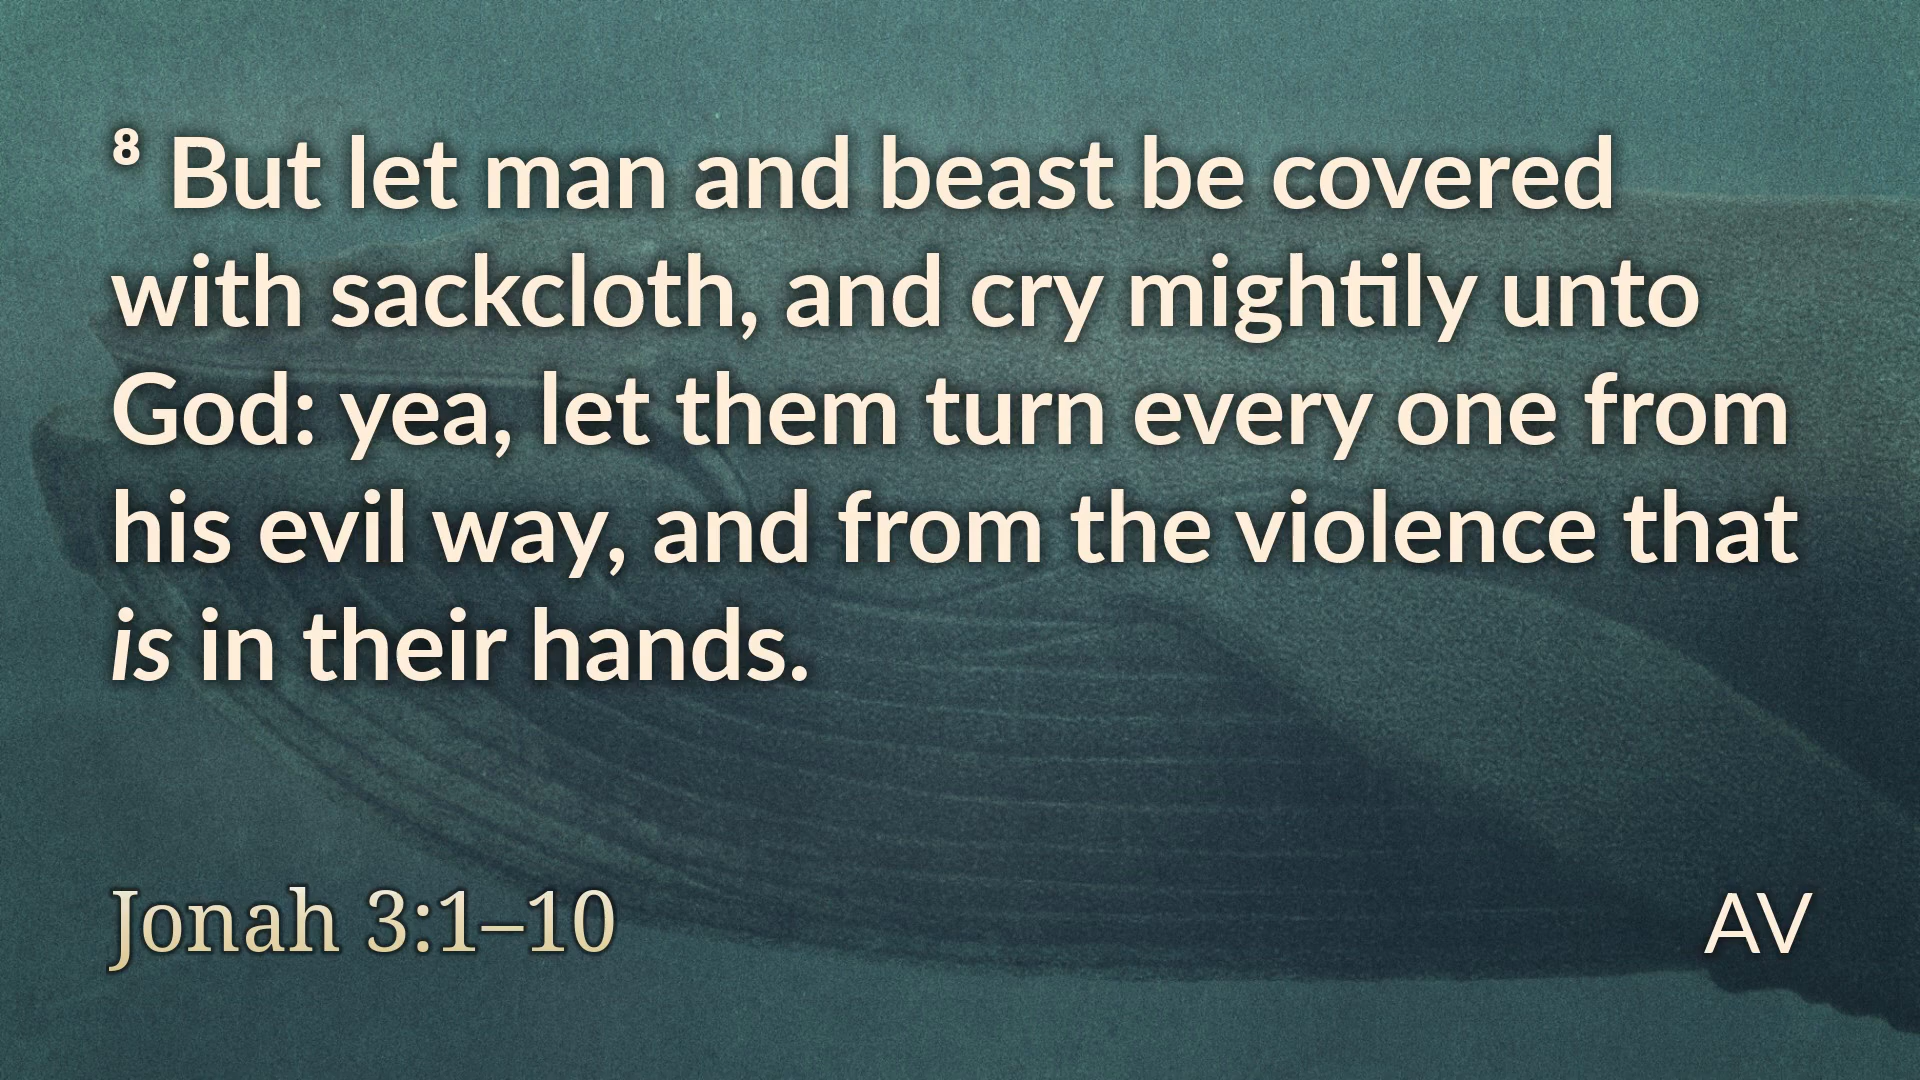 ⁸ But let man and beast be covered
with sackcloth, and cry mightily unto
God: yea, let them turn every one from
his evil way, and from the violence that
is in their hands.
Jonah 3:1–10
AV